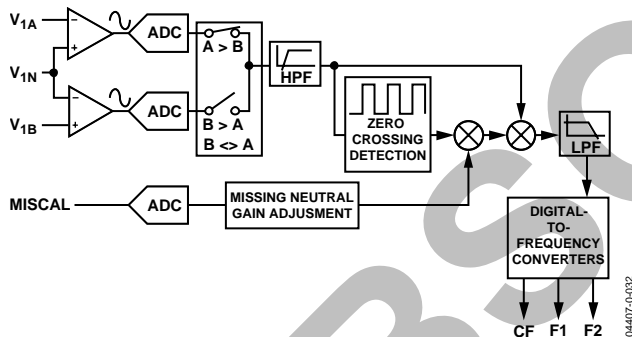 V1A
−
+
ADC
A > B
V1N
HPF
−
+
V1B
ADC
B > A
B <> A
ZERO
CROSSING
DETECTION
LPF
MISCAL
ADC
MISSING NEUTRAL
GAIN ADJUSMENT
DIGITAL-
TO-
FREQUENCY
CONVERTERS
CF F1 F2
04407-0-032
BSO